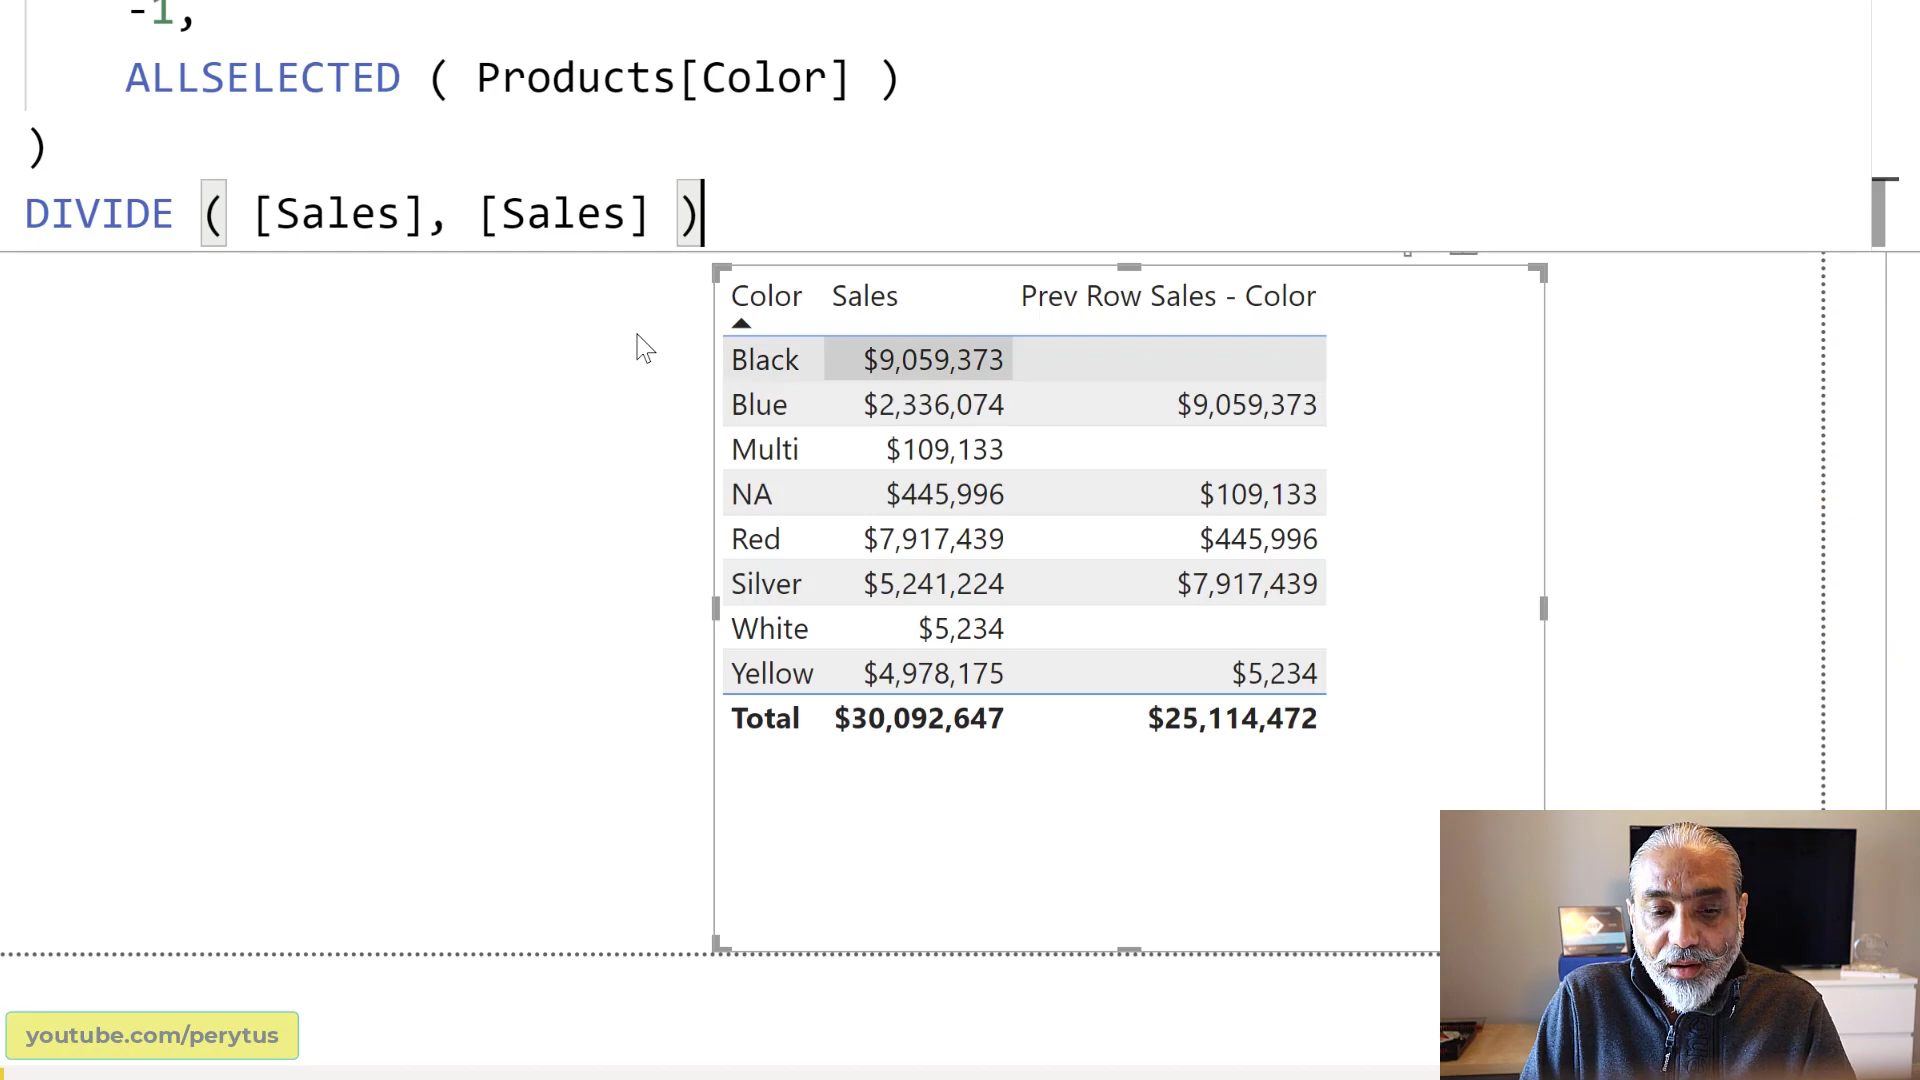 -1,
ALLSELECTED ( Products[Color] )
)
DIVIDE ( [Sales], [Sales] )
Color Sales Prev Row Sales - Color
Black $9,059,373
Blue $2,336,074 $9,059,373
Multi $109,133
NA $445,996 $109,133
Red $7,917,439 $445,996
Silver $5,241,224 $7,917,439
White $5,234
Yellow $4,978,175 $5,234
Total $30,092,647 $25,114,472
youtube.com/perytus